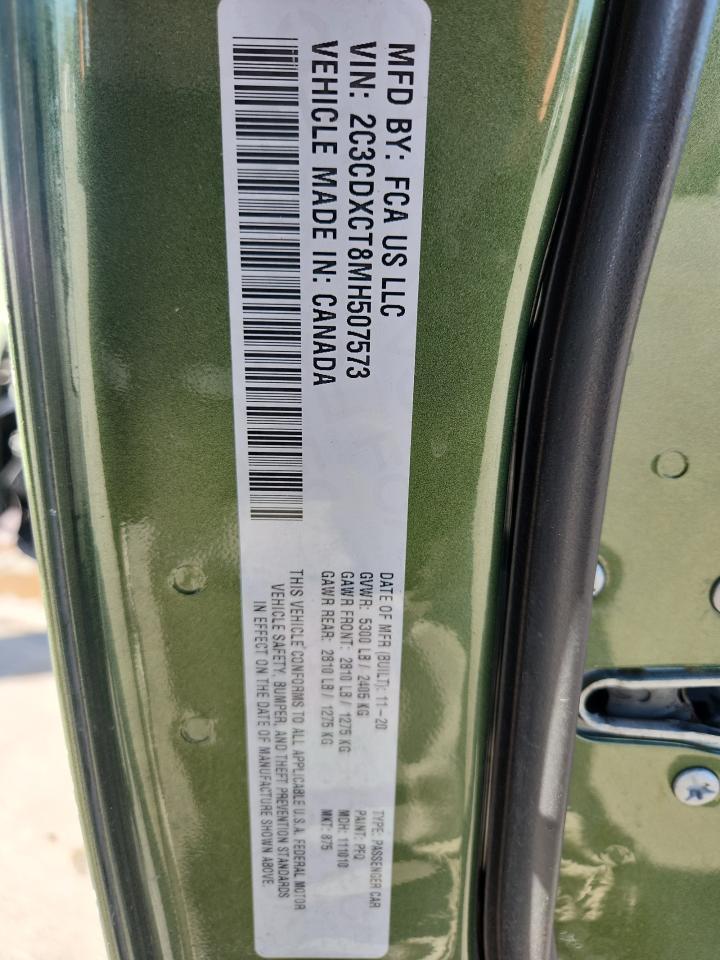 MFD BY: FCA US LLC
VIN: 2C3CDXCT8MH507573
VEHICLE MADE IN: CANADA
DATE OF MFR (BUILT): 11-20
GVWR: 5300 LB / 2405 KG
GAWR FRONT: 2810 LB / 1275 KG
GAWR REAR: 2810 LB / 1275 KG
TYPE: PASSENGER CAR
PAINT: PFQ
MDH: 111010
MKT: 875
THIS VEHICLE CONFORMS TO ALL APPLICABLE U.S.A. FEDERAL MOTOR
VEHICLE SAFETY, BUMPER, AND THEFT PREVENTION STANDARDS
IN EFFECT ON THE DATE OF MANUFACTURE SHOWN ABOVE.